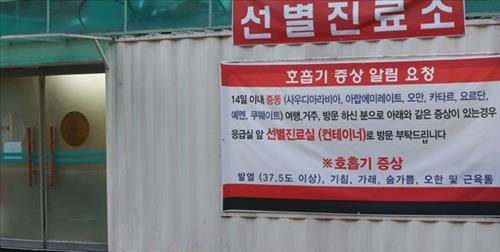 선별진료소
호흡기 증상 알림 요청
14일 이내 중동 (사우디아라비아, 아랍에미레이트, 오만, 카타르, 요르단,
예멘, 쿠웨이트) 여행,거주, 방문 하신 분으로 아래와 같은 증상이 있는경우
응급실 앞 선별진료실 (컨테이너)로 방문 부탁드립니다
※호흡기 증상
발열 (37.5도 이상), 기침, 가래, 숨가쁨, 오한 및 근육통